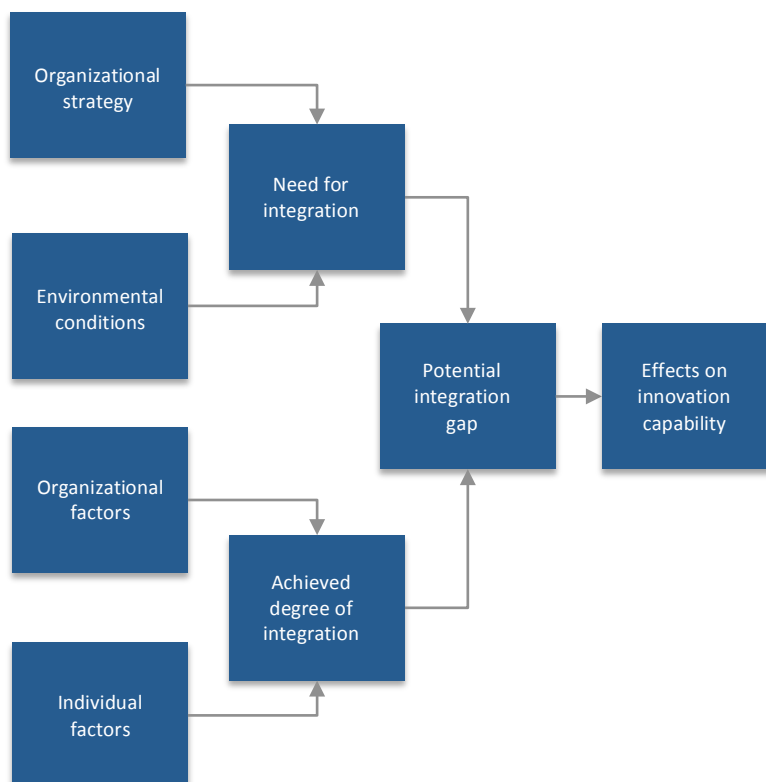 Organizational
strategy
Need for
integration
Environmental
conditions
Potential
integration
gap
Effects on
innovation
capability
Organizational
factors
Achieved
degree of
integration
Individual
factors